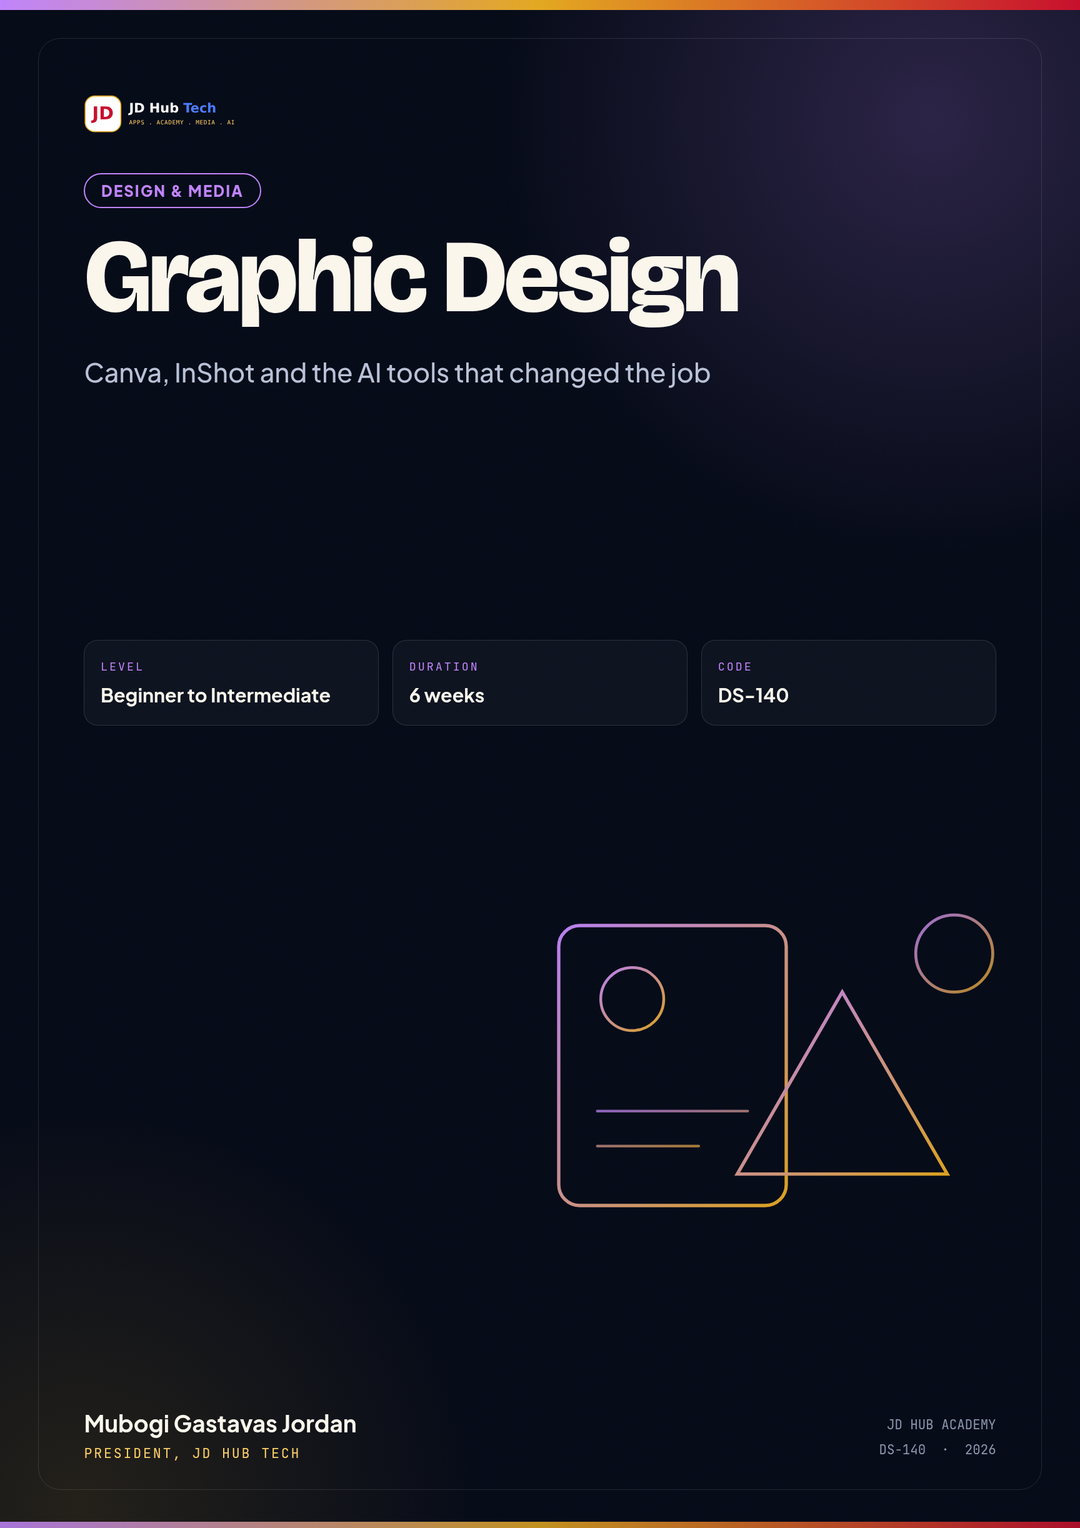 JD
JD Hub Tech
APPS . ACADEMY . MEDIA . AI
DESIGN & MEDIA
Graphic Design
Canva, InShot and the AI tools that changed the job
LEVEL
Beginner to Intermediate
DURATION
6 weeks
CODE
DS-140
Mubogi Gastavas Jordan
PRESIDENT, JD HUB TECH
JD HUB ACADEMY
DS-140 · 2026